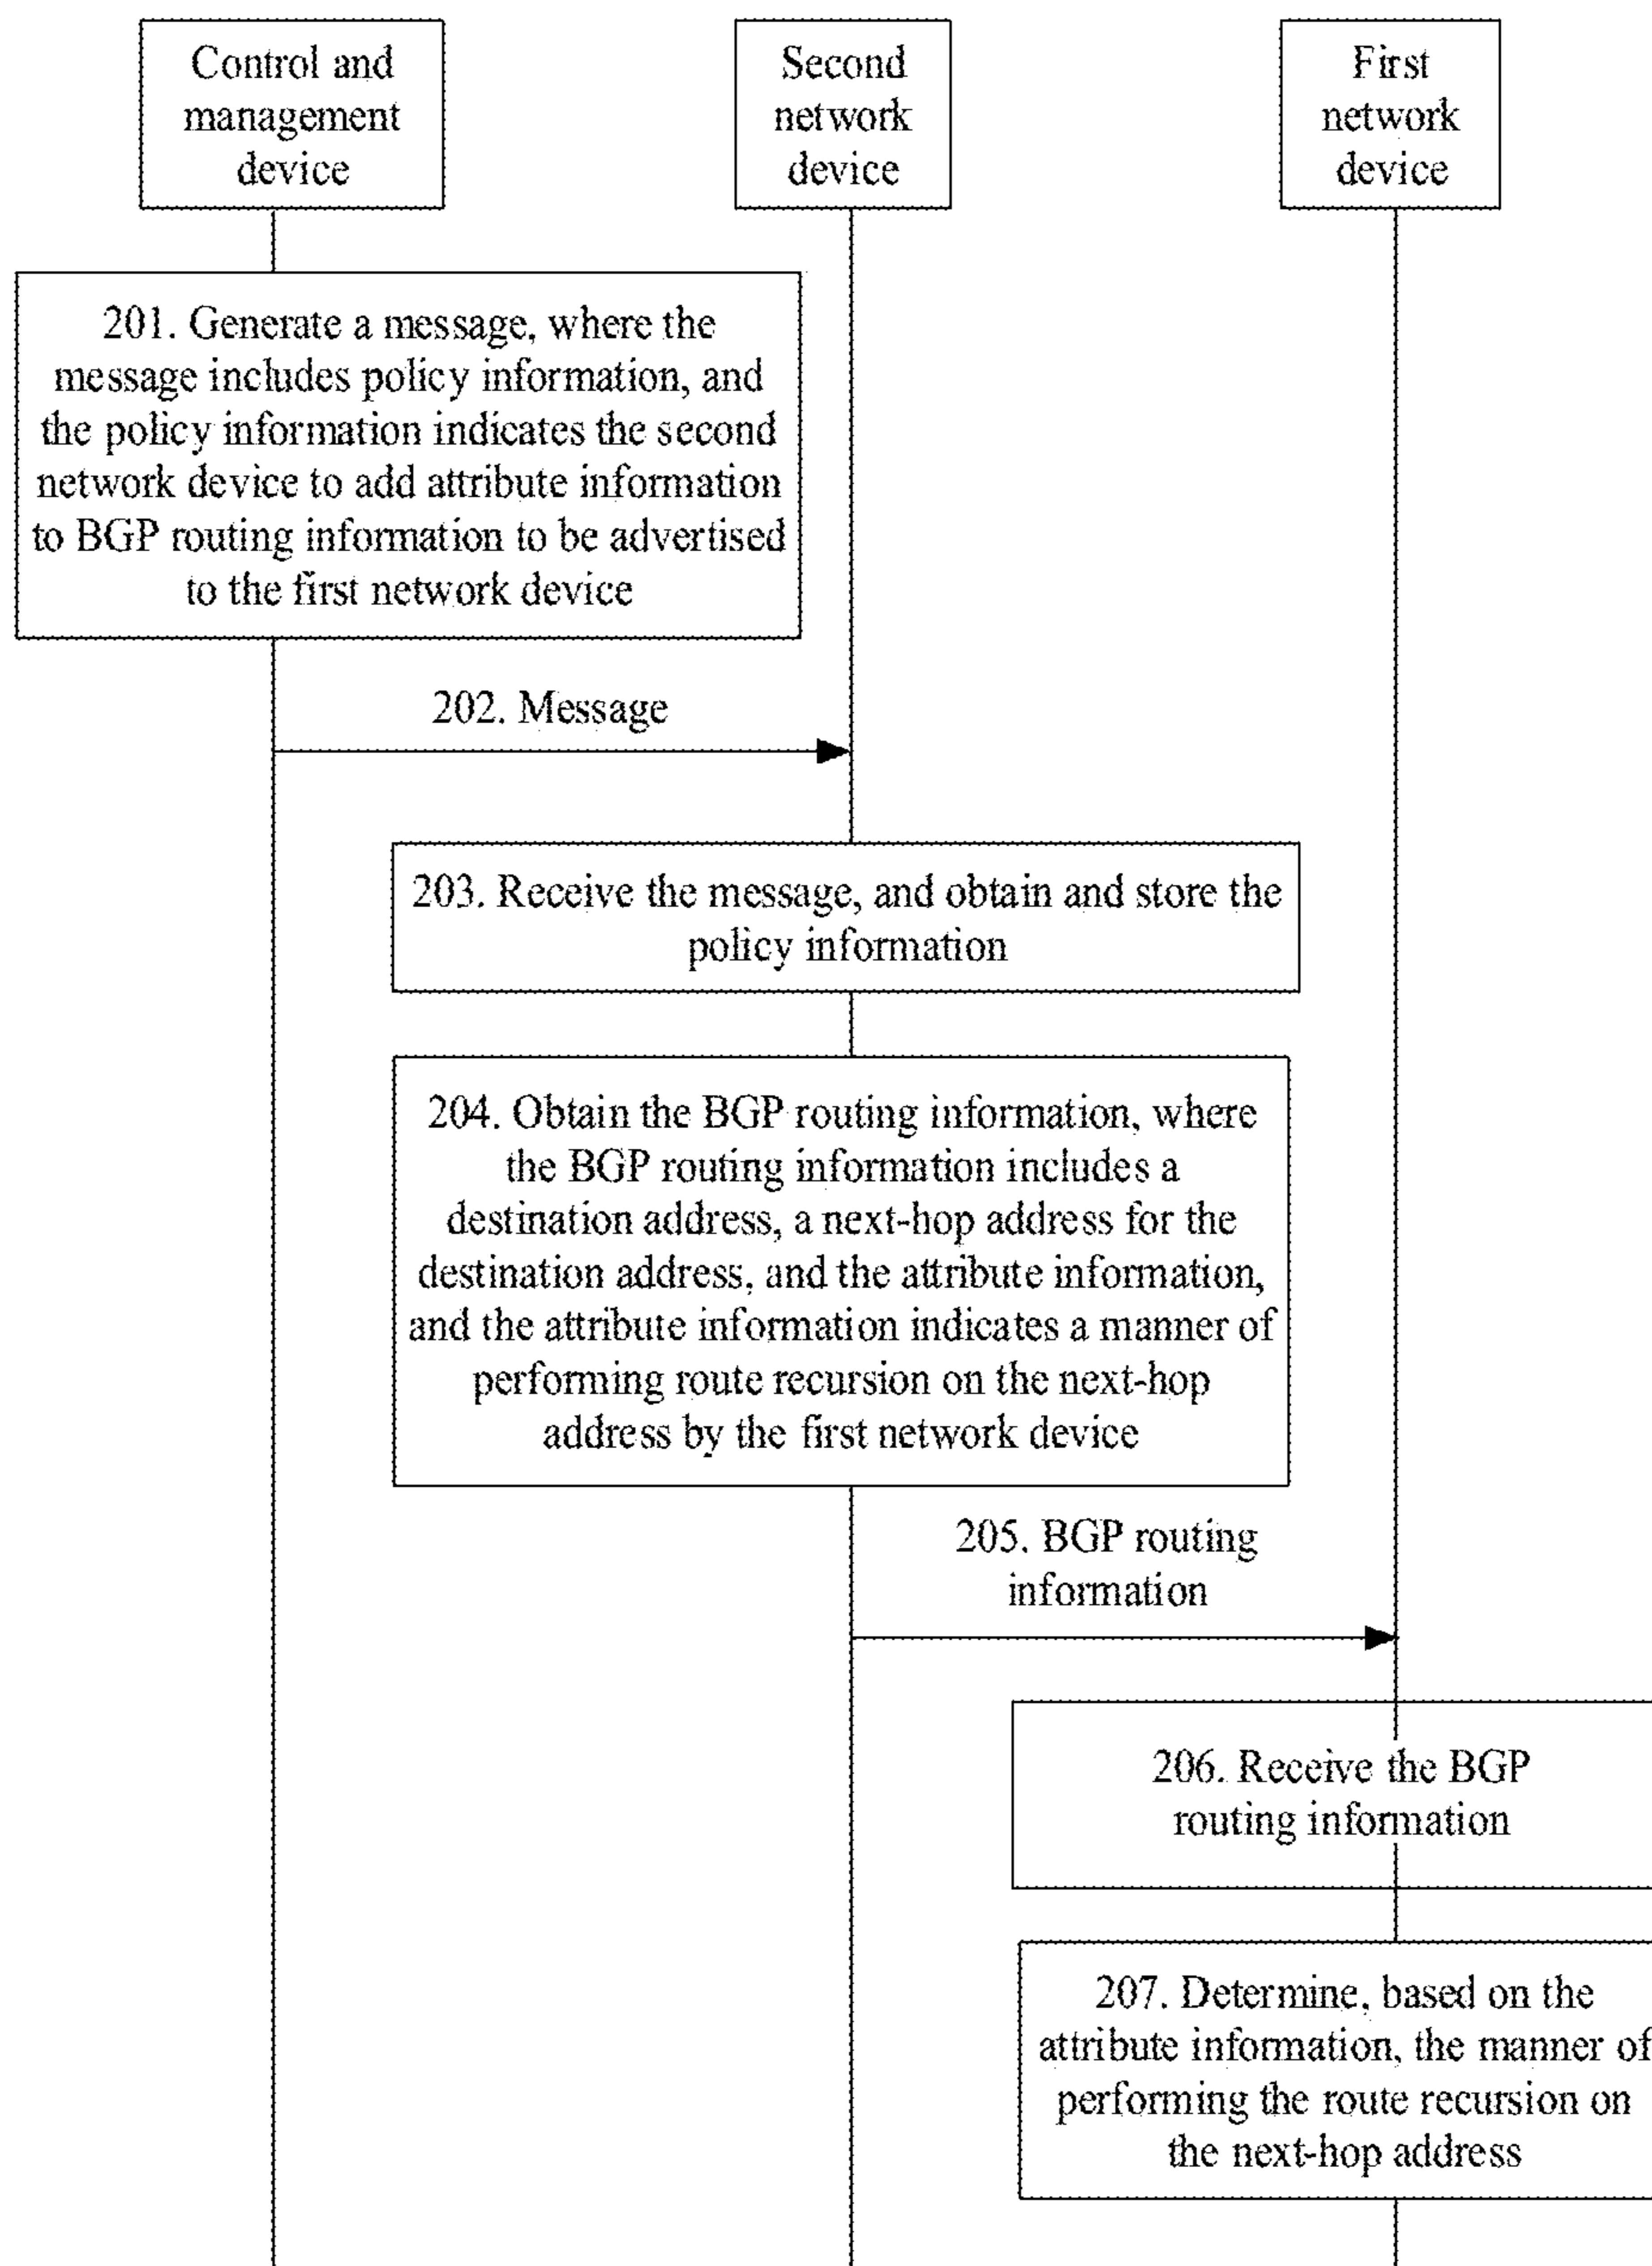 Control and
management
device
Second
network
device
First
network
device
201. Generate a message, where the
message includes policy information, and
the policy information indicates the second
network device to add attribute information
to BGP routing information to be advertised
to the first network device
202. Message
203. Receive the message, and obtain and store the
policy information
204. Obtain the BGP routing information, where
the BGP routing information includes a
destination address, a next-hop address for the
destination address, and the attribute information,
and the attribute information indicates a manner of
performing route recursion on the next-hop
address by the first network device
205. BGP routing
information
206. Receive the BGP
routing information
207. Determine, based on the
attribute information, the manner of
performing the route recursion on
the next-hop address